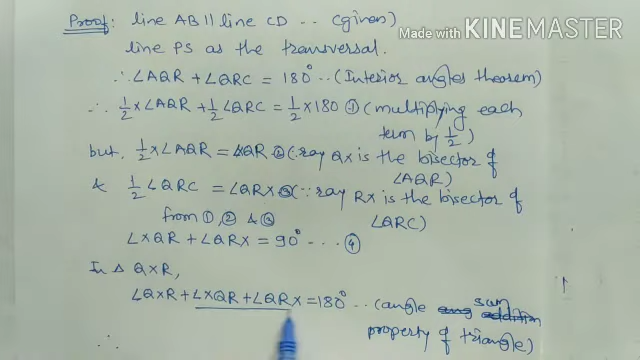 Proof: line AB || line CD .. (given)
Made with KINEMASTER
line PS as the transversal.
∴ ∠AQR + ∠QRC = 180° .. (Interior angles theorem)
∴ ½ × ∠AQR + ½ ∠QRC = ½ × 180 ① (multiplying each
term by ½)
but, ½ × ∠AQR = ∠XQR ② (∵ ray QX is the bisector of
∠AQR)
& ½ ∠QRC = ∠QRX ③ (∵ ray RX is the bisector of
∠QRC)
from ①, ② & ③
∠XQR + ∠QRX = 90° .... ④
In △ QXR,
∠QXR + ∠XQR + ∠QRX = 180° .. (angle sum
property of triangle)